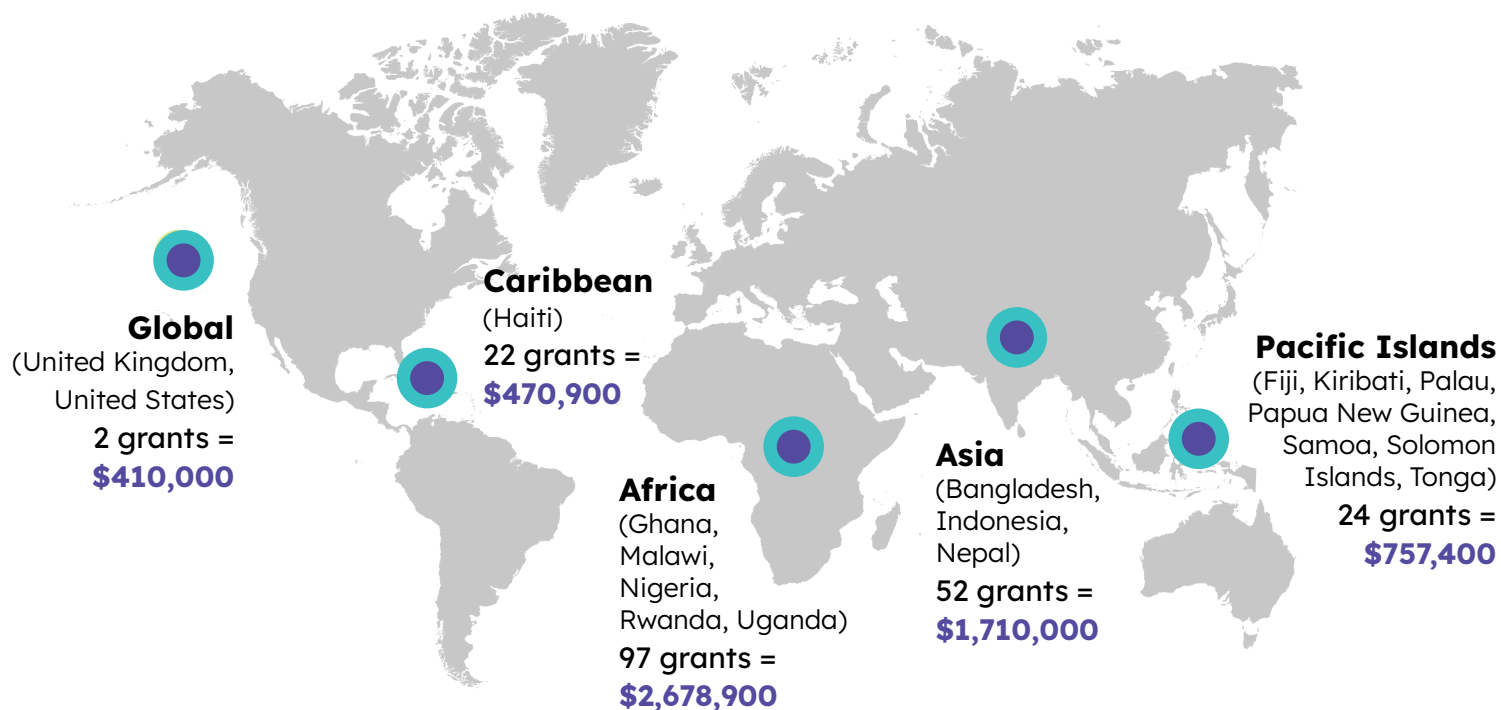 Global
(United Kingdom,
United States)
2 grants =
$410,000
Caribbean
(Haiti)
22 grants =
$470,900
Africa
(Ghana,
Malawi,
Nigeria,
Rwanda, Uganda)
97 grants =
$2,678,900
Asia
(Bangladesh,
Indonesia,
Nepal)
52 grants =
$1,710,000
Pacific Islands
(Fiji, Kiribati, Palau,
Papua New Guinea,
Samoa, Solomon
Islands, Tonga)
24 grants =
$757,400